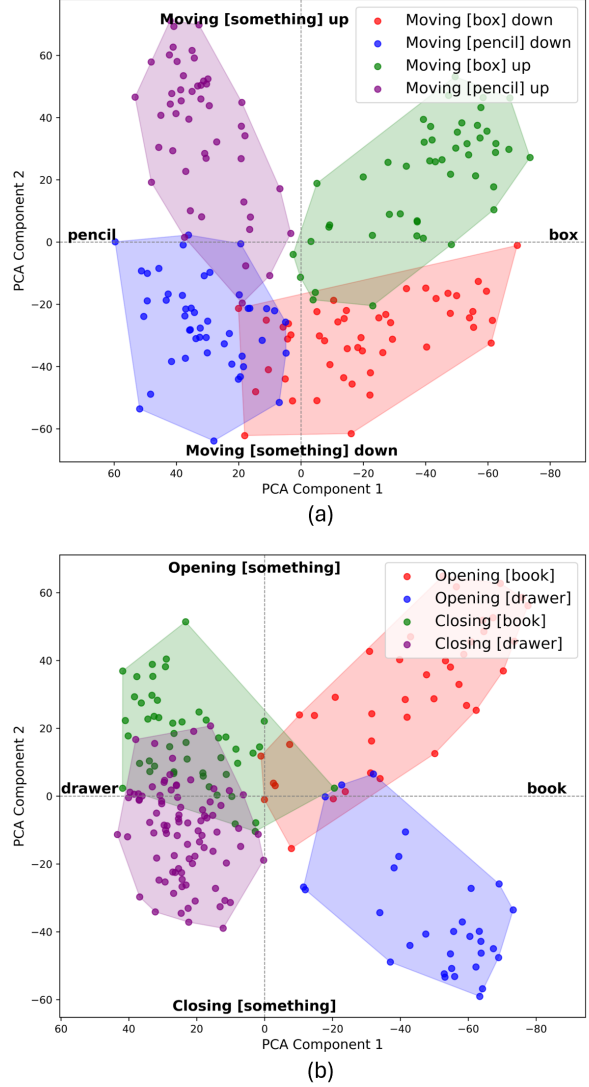 Moving [something] up
Moving [box] down
Moving [pencil] down
Moving [box] up
Moving [pencil] up
60
40
20
0
−20
−40
−60
PCA Component 2
pencil
box
Moving [something] down
60
40
20
0
−20
−40
−60
−80
PCA Component 1
(a)
Opening [something]
Opening [book]
Opening [drawer]
Closing [book]
Closing [drawer]
60
40
20
0
−20
−40
−60
PCA Component 2
drawer
book
Closing [something]
60
40
20
0
−20
−40
−60
−80
PCA Component 1
(b)